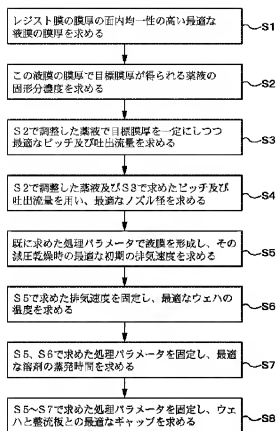 レジスト膜の膜厚の面内均一性の高い最適な
液膜の膜厚を求める
S1
この液膜の膜厚で目標膜厚が得られる薬液の
固形分濃度を求める
S2
S2で調整した薬液で目標膜厚を一定にしつつ
最適なピッチ及び吐出流量を求める
S3
S2で調整した薬液及びS3で求めたピッチ及び
吐出流量を用い、最適なノズル径を求める
S4
既に求めた処理パラメータで液膜を形成し、その
減圧乾燥時の最適な初期の排気速度を求める
S5
S5で求めた排気速度を固定し、最適なウェハの
温度を求める
S6
S5、S6で求めた処理パラメータを固定し、最適
な溶剤の蒸発時間を求める
S7
S5～S7で求めた処理パラメータを固定し、ウェ
ハと整流板との最適なギャップを求める
S8